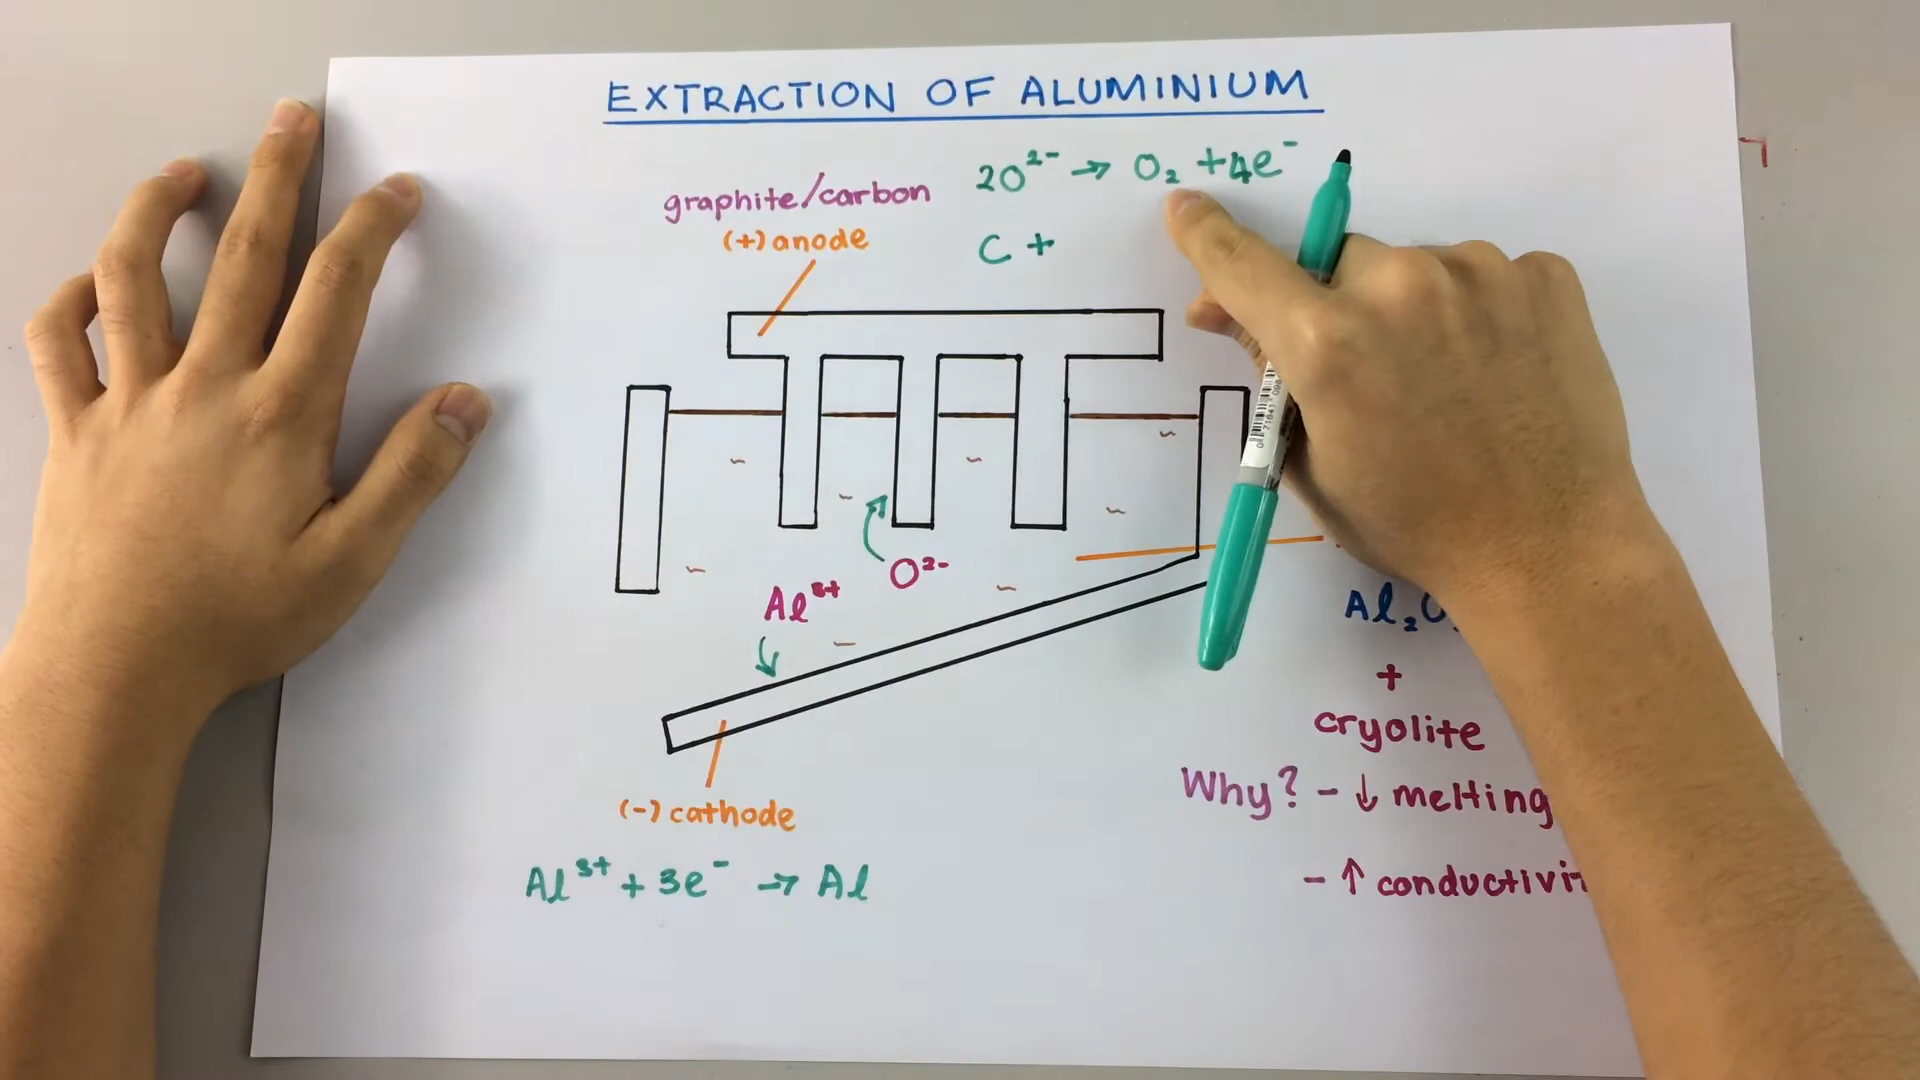 EXTRACTION OF ALUMINIUM
2O²⁻ → O₂ + 4e⁻
graphite/carbon
(+) anode
C +
O²⁻
Al³⁺
Al₂O
+
cryolite
(-) cathode
Why? - ↓ melting
Al³⁺ + 3e⁻ → Al
- ↑ conductivi